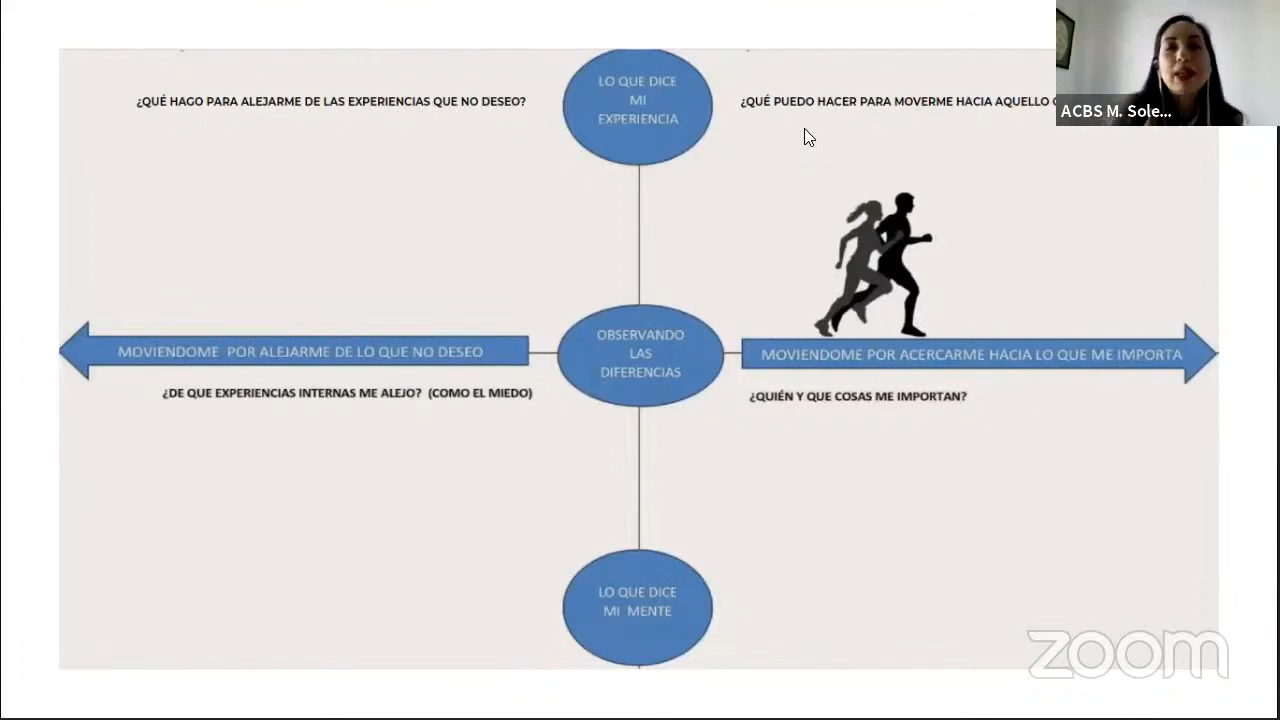 LO QUE DICE
MI
EXPERIENCIA
¿QUÉ HAGO PARA ALEJARME DE LAS EXPERIENCIAS QUE NO DESEO?
¿QUÉ PUEDO HACER PARA MOVERME HACIA AQUELLO
ACBS M. Sole...
OBSERVANDO
LAS
DIFERENCIAS
MOVIENDOME POR ALEJARME DE LO QUE NO DESEO
MOVIENDOME POR ACERCARME HACIA LO QUE ME IMPORTA
¿DE QUE EXPERIENCIAS INTERNAS ME ALEJO? (COMO EL MIEDO)
¿QUIÉN Y QUE COSAS ME IMPORTAN?
LO QUE DICE
MI MENTE
zoom